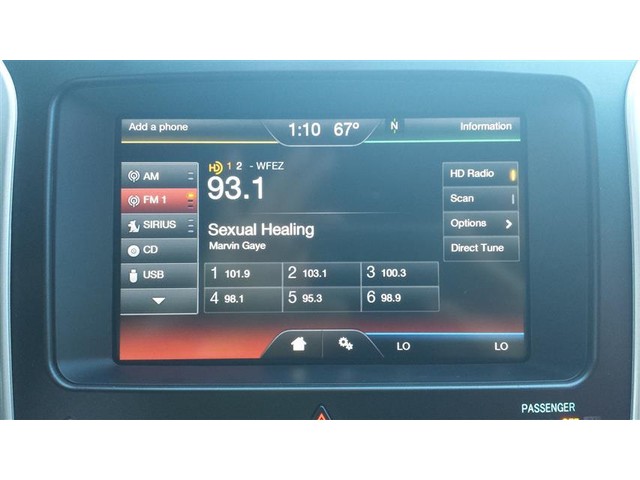 Add a phone 1:10 67° N Information
HD 1 2 - WFEZ
93.1
AM
FM 1
SIRIUS
CD
USB
Sexual Healing
Marvin Gaye
1 101.9 2 103.1 3 100.3
4 98.1 5 95.3 6 98.9
HD Radio
Scan
Options
Direct Tune
LO LO
PASSENGER